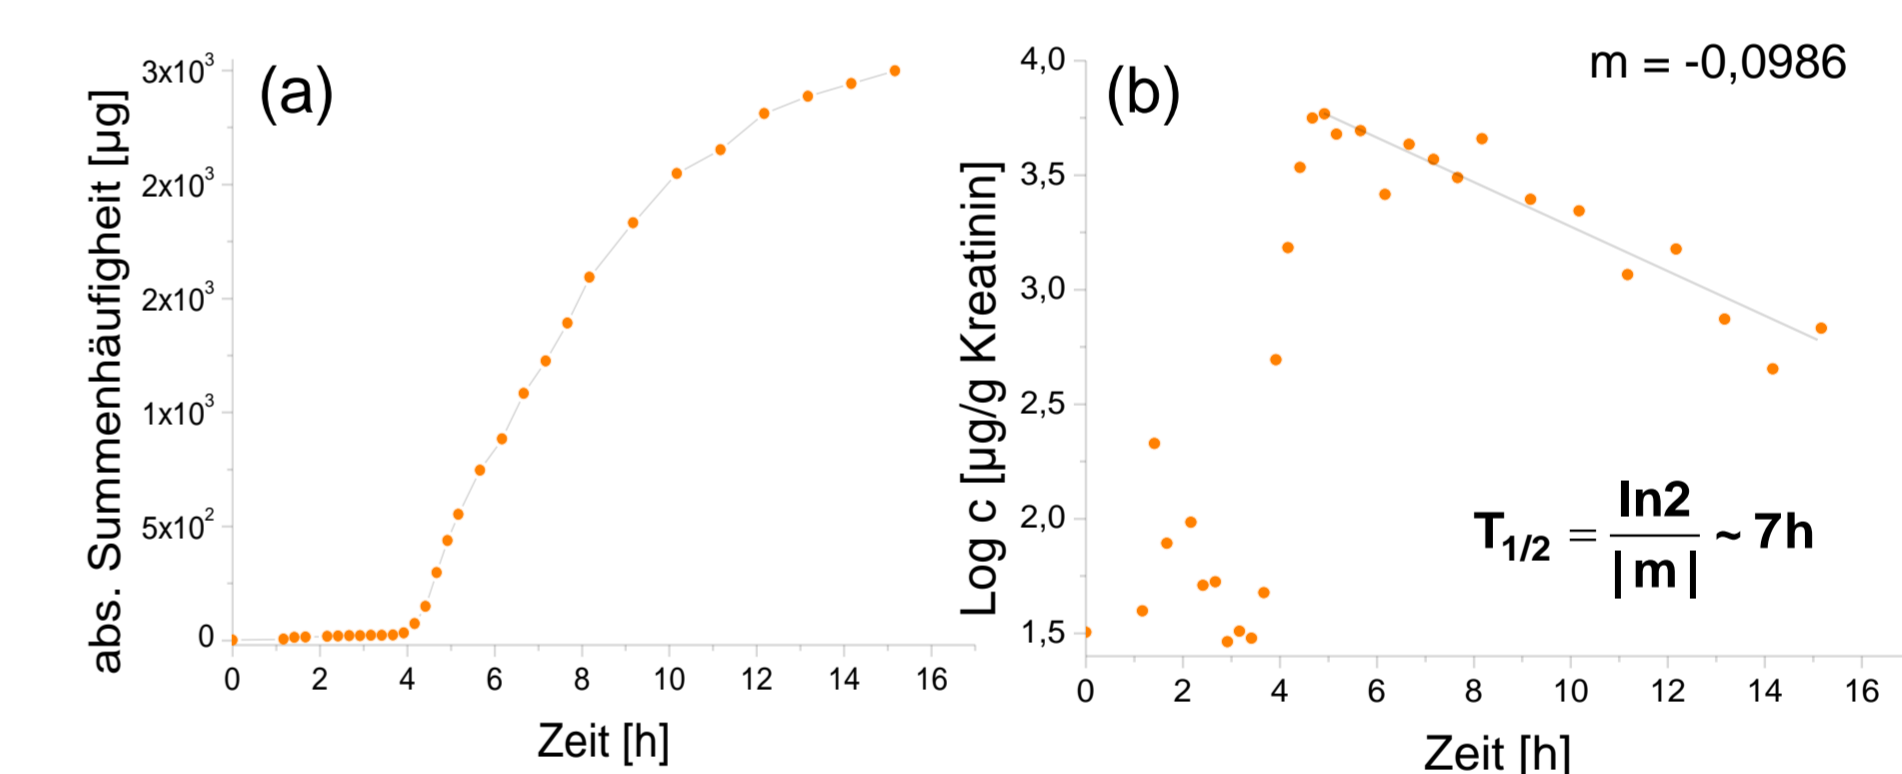 (a)
abs. Summenhäufigheit [µg]
3x10³
2x10³
2x10³
1x10³
5x10²
0
0 2 4 6 8 10 12 14 16
Zeit [h]
(b)
m = -0,0986
Log c [µg/g Kreatinin]
4,0
3,5
3,0
2,5
2,0
1,5
T1/2 = ln2 / |m| ~ 7h
0 2 4 6 8 10 12 14 16
Zeit [h]